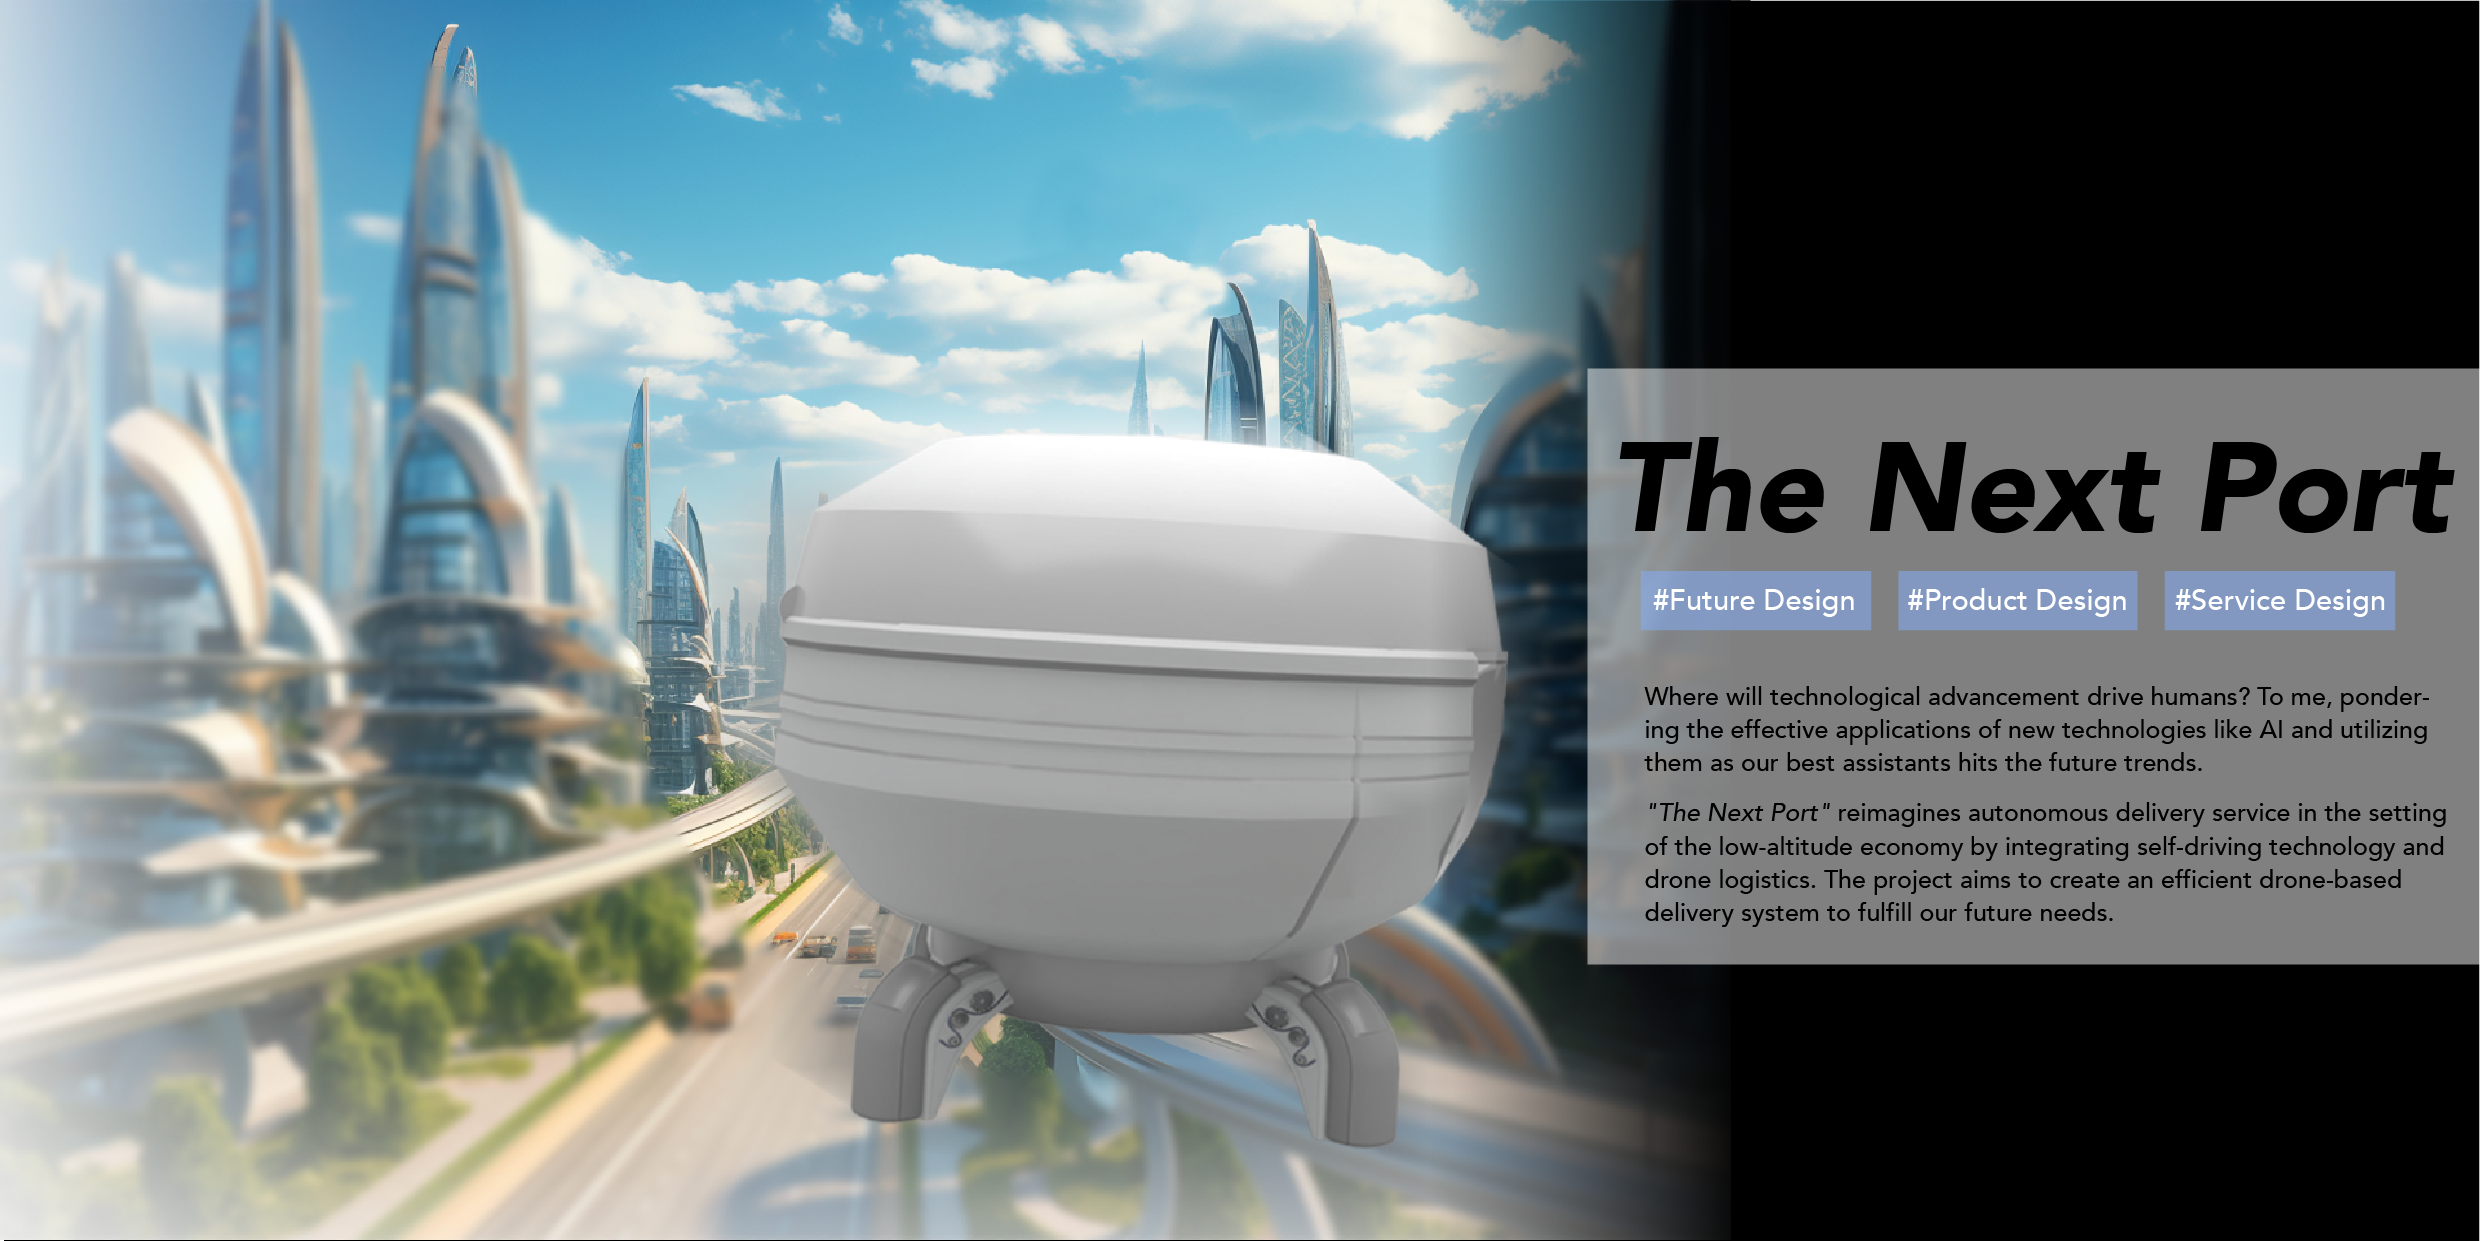 The Next Port
#Future Design #Product Design #Service Design
Where will technological advancement drive humans? To me, ponder-
ing the effective applications of new technologies like AI and utilizing
them as our best assistants hits the future trends.
"The Next Port" reimagines autonomous delivery service in the setting
of the low-altitude economy by integrating self-driving technology and
drone logistics. The project aims to create an efficient drone-based
delivery system to fulfill our future needs.